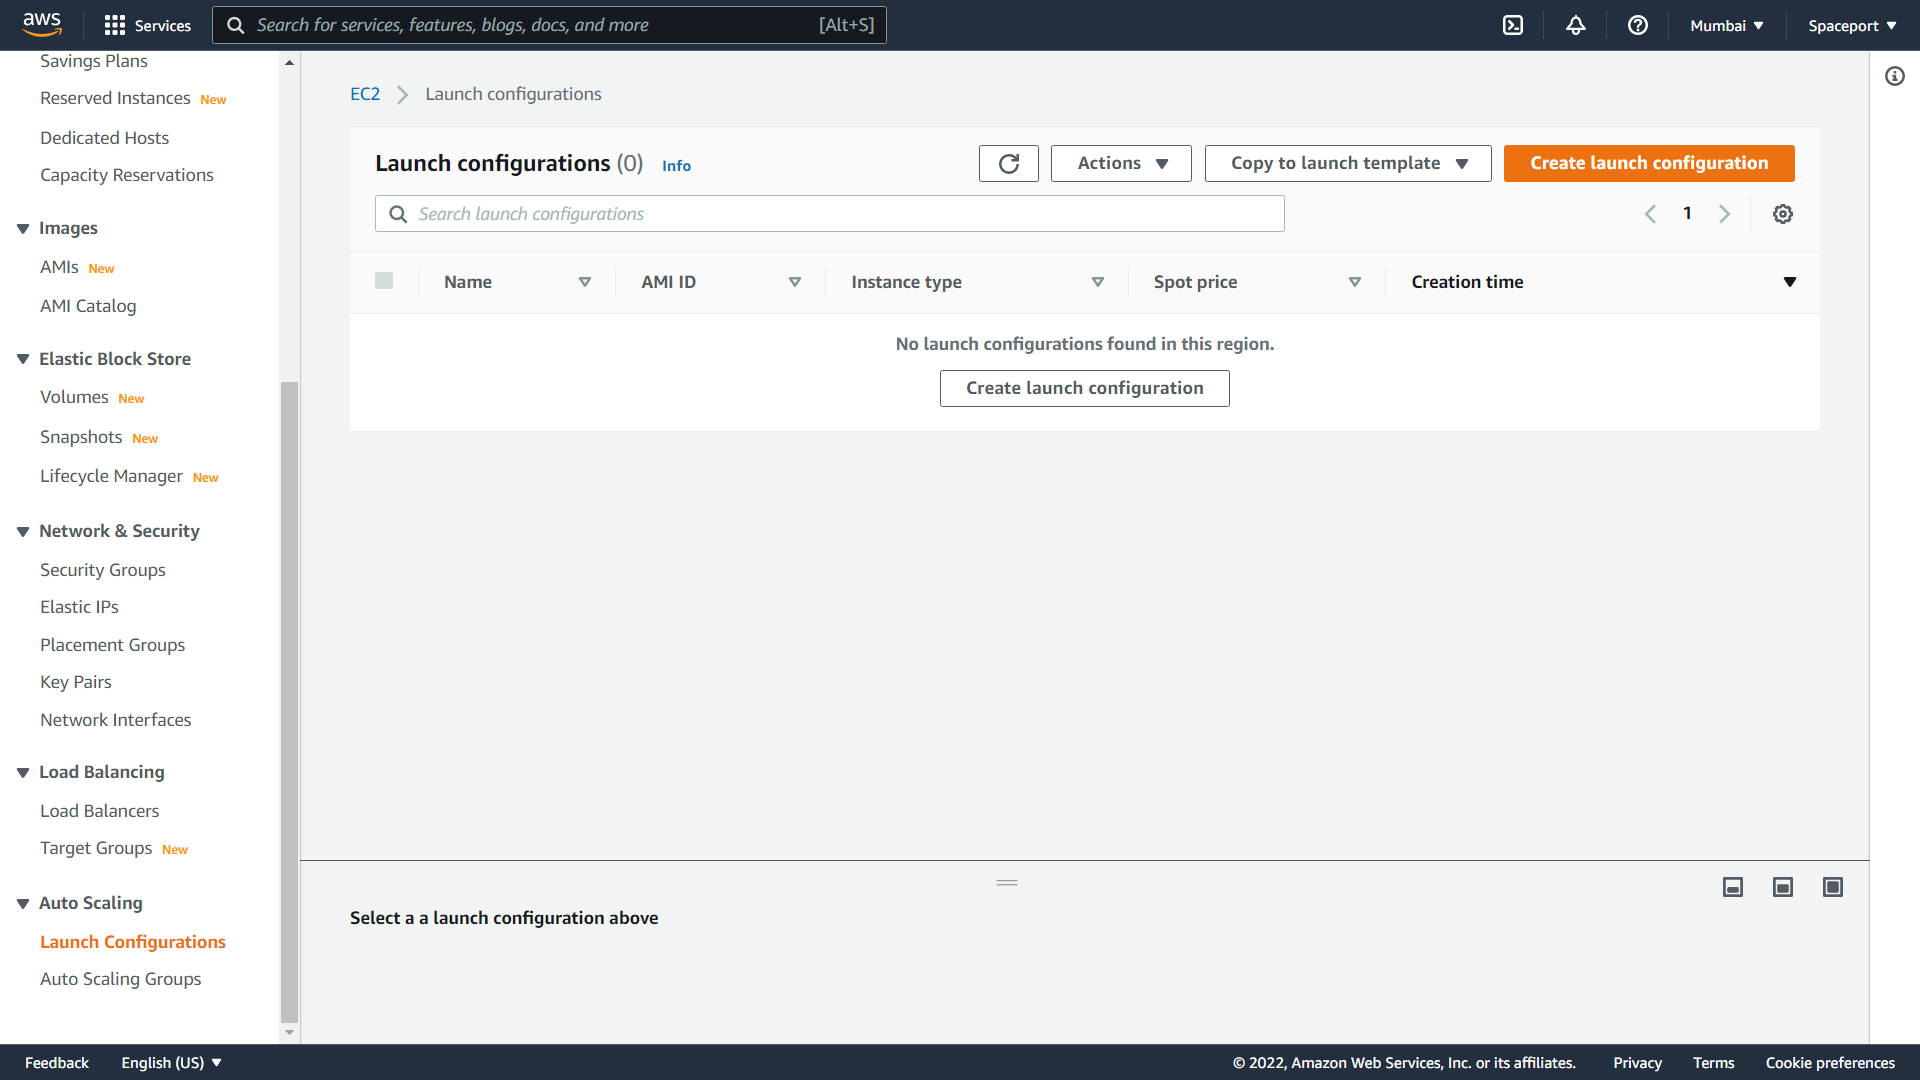 aws Services Search for services, features, blogs, docs, and more [Alt+S] Mumbai Spaceport
Savings Plans
Reserved Instances New
Dedicated Hosts
Capacity Reservations
Images
AMIs New
AMI Catalog
Elastic Block Store
Volumes New
Snapshots New
Lifecycle Manager New
Network & Security
Security Groups
Elastic IPs
Placement Groups
Key Pairs
Network Interfaces
Load Balancing
Load Balancers
Target Groups New
Auto Scaling
Launch Configurations
Auto Scaling Groups
EC2 Launch configurations
Launch configurations (0) Info Actions Copy to launch template Create launch configuration
Search launch configurations 1
Name AMI ID Instance type Spot price Creation time
No launch configurations found in this region.
Create launch configuration
Select a a launch configuration above
Feedback English (US) © 2022, Amazon Web Services, Inc. or its affiliates. Privacy Terms Cookie preferences